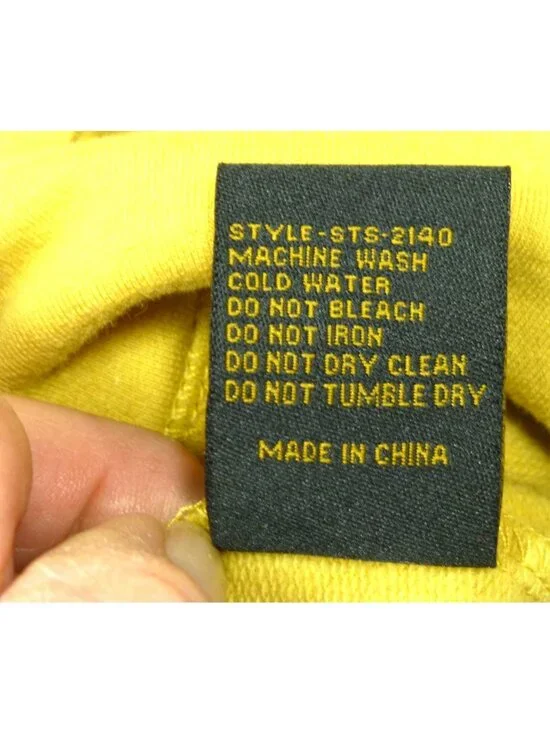 STYLE-STS-2140
MACHINE WASH
COLD WATER
DO NOT BLEACH
DO NOT IRON
DO NOT DRY CLEAN
DO NOT TUMBLE DRY
MADE IN CHINA